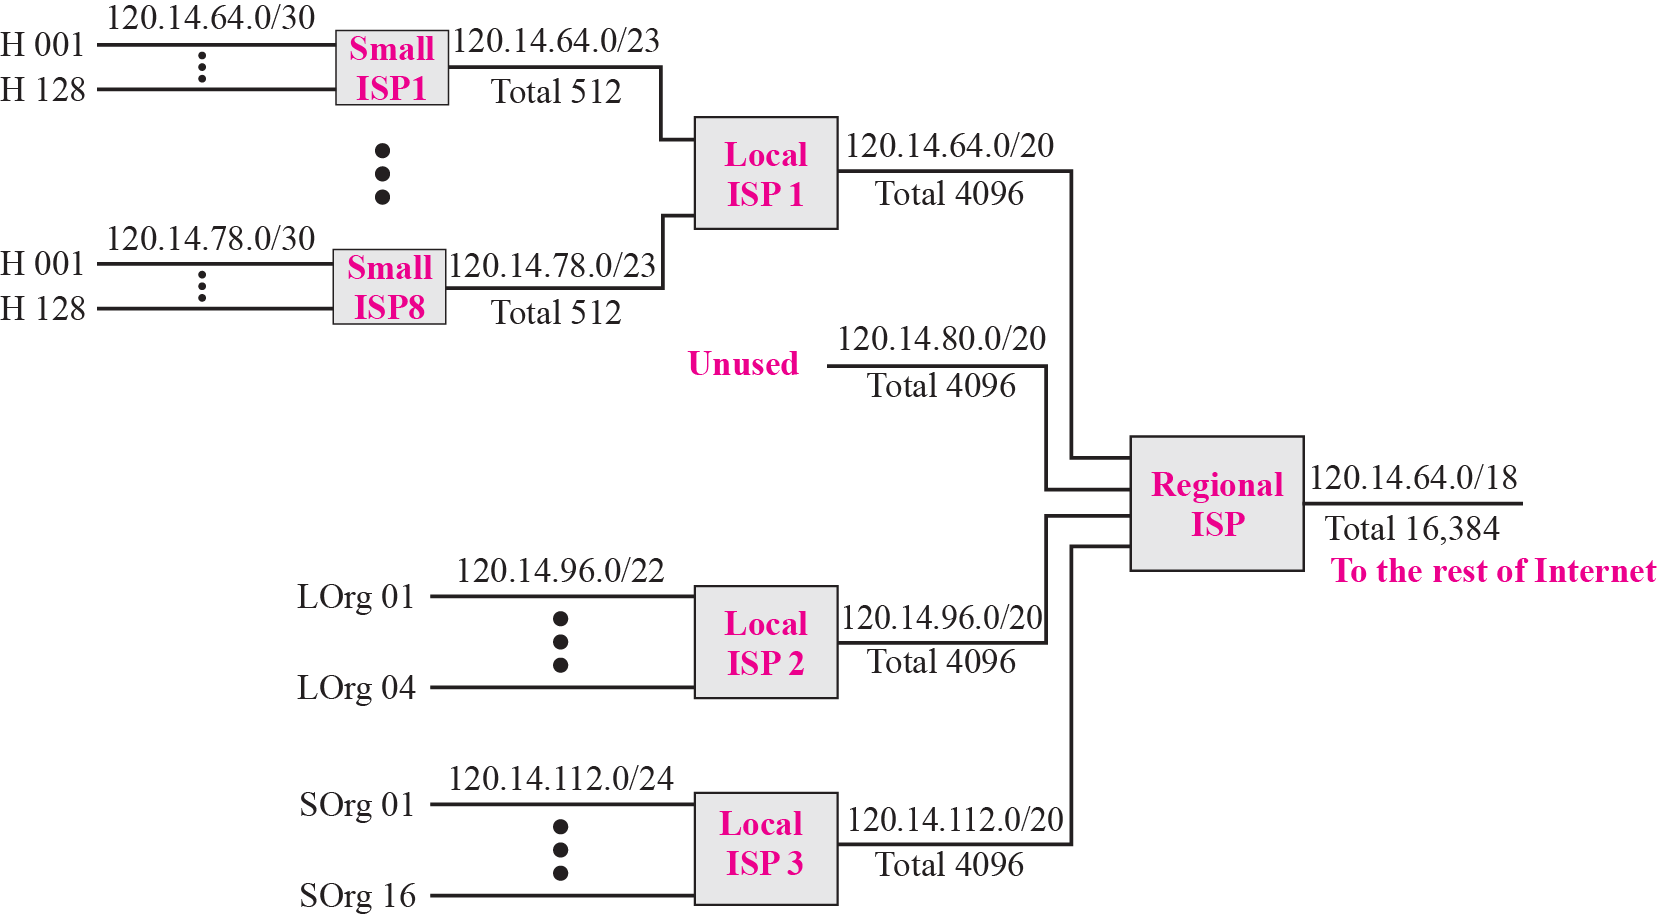 120.14.64.0/30
H 001
H 128
Small
ISP1
120.14.64.0/23
Total 512
120.14.78.0/30
H 001
H 128
Small
ISP8
120.14.78.0/23
Total 512
Local
ISP 1
120.14.64.0/20
Total 4096
Unused
120.14.80.0/20
Total 4096
LOrg 01
120.14.96.0/22
LOrg 04
Local
ISP 2
120.14.96.0/20
Total 4096
SOrg 01
120.14.112.0/24
SOrg 16
Local
ISP 3
120.14.112.0/20
Total 4096
Regional
ISP
120.14.64.0/18
Total 16,384
To the rest of Internet